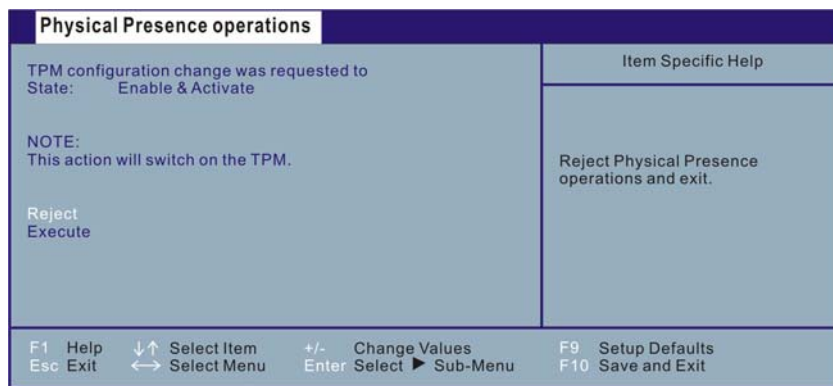 Physical Presence operations
TPM configuration change was requested to
State: Enable & Activate
NOTE:
This action will switch on the TPM.
Reject
Execute
Item Specific Help
Reject Physical Presence
operations and exit.
F1 Help ↓↑ Select Item +/- Change Values F9 Setup Defaults
Esc Exit ↔ Select Menu Enter Select ▶ Sub-Menu F10 Save and Exit